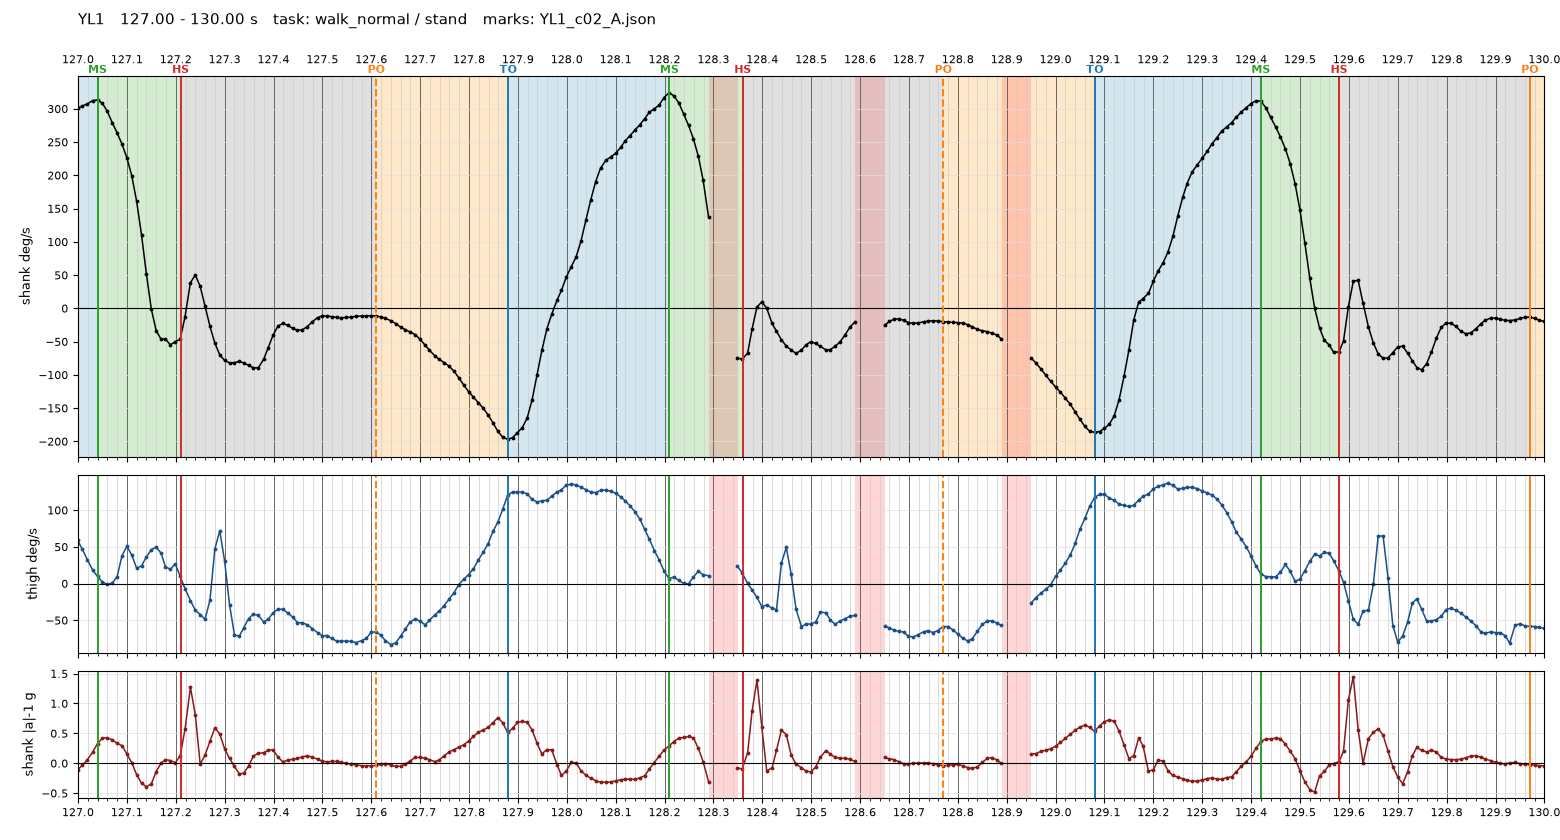 YL1   127.00 - 130.00 s   task: walk_normal / stand   marks: YL1_c02_A.json
127.0 127.1 127.2 127.3 127.4 127.5 127.6 127.7 127.8 127.9 128.0 128.1 128.2 128.3 128.4 128.5 128.6 128.7 128.8 128.9 129.0 129.1 129.2 129.3 129.4 129.5 129.6 129.7 129.8 129.9 130.0
MS HS PO TO MS HS PO TO MS HS PO
shank deg/s
300
250
200
150
100
50
0
−50
−100
−150
−200
thigh deg/s
100
50
0
−50
shank |a|-1 g
1.5
1.0
0.5
0.0
−0.5
127.0 127.1 127.2 127.3 127.4 127.5 127.6 127.7 127.8 127.9 128.0 128.1 128.2 128.3 128.4 128.5 128.6 128.7 128.8 128.9 129.0 129.1 129.2 129.3 129.4 129.5 129.6 129.7 129.8 129.9 130.0